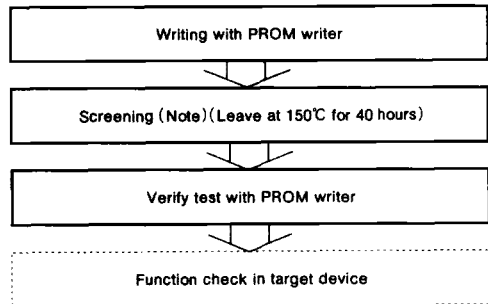 Writing with PROM writer
Screening (Note)(Leave at 150℃ for 40 hours)
Verify test with PROM writer
Function check in target device